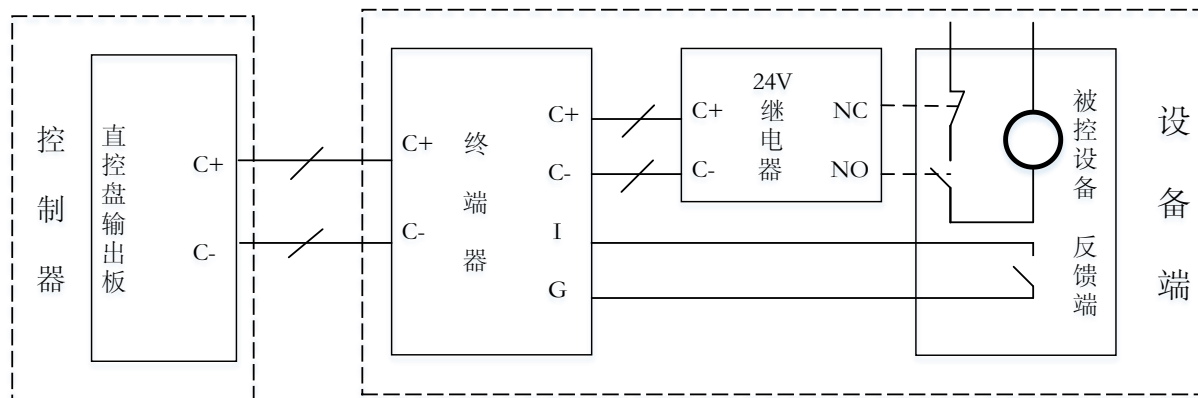 控制器
直控盘输出板
C+
C-
C+
C-
终端器
C+
C-
I
G
24V
继电器
C+
C-
NC
NO
被控设备
反馈端
设备端